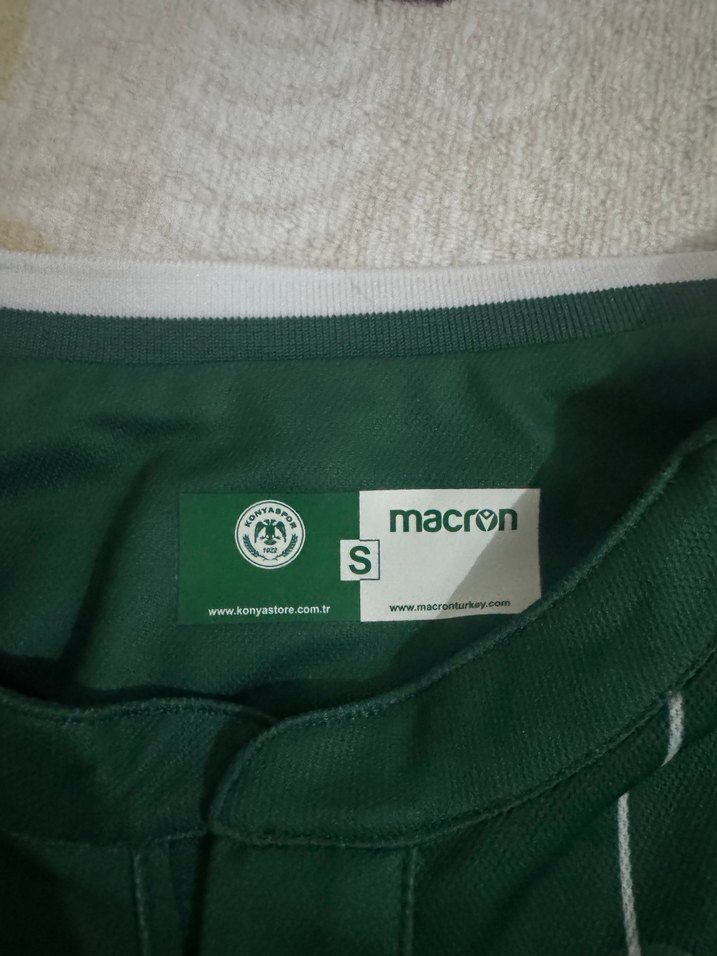 KONYASPOR
1922
www.konyastore.com.tr
S
macron
www.macronturkey.com